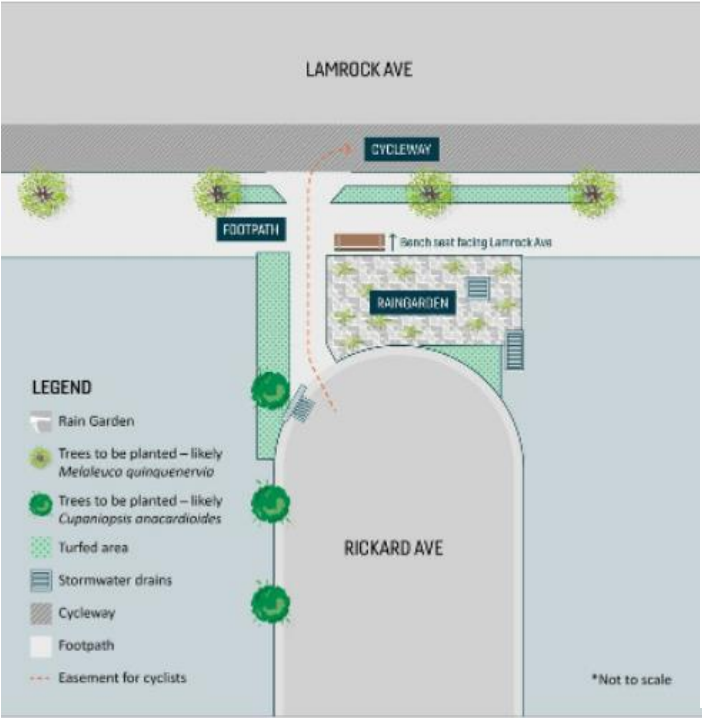 LAMROCK AVE
CYCLEWAY
FOOTPATH
Bench seat facing Lamrock Ave
RAINGARDEN
LEGEND
Rain Garden
Trees to be planted – likely
Melaleuca quinquenervia
Trees to be planted – likely
Cupaniopsis anacardioides
Turfed area
Stormwater drains
Cycleway
Footpath
Easement for cyclists
RICKARD AVE
*Not to scale